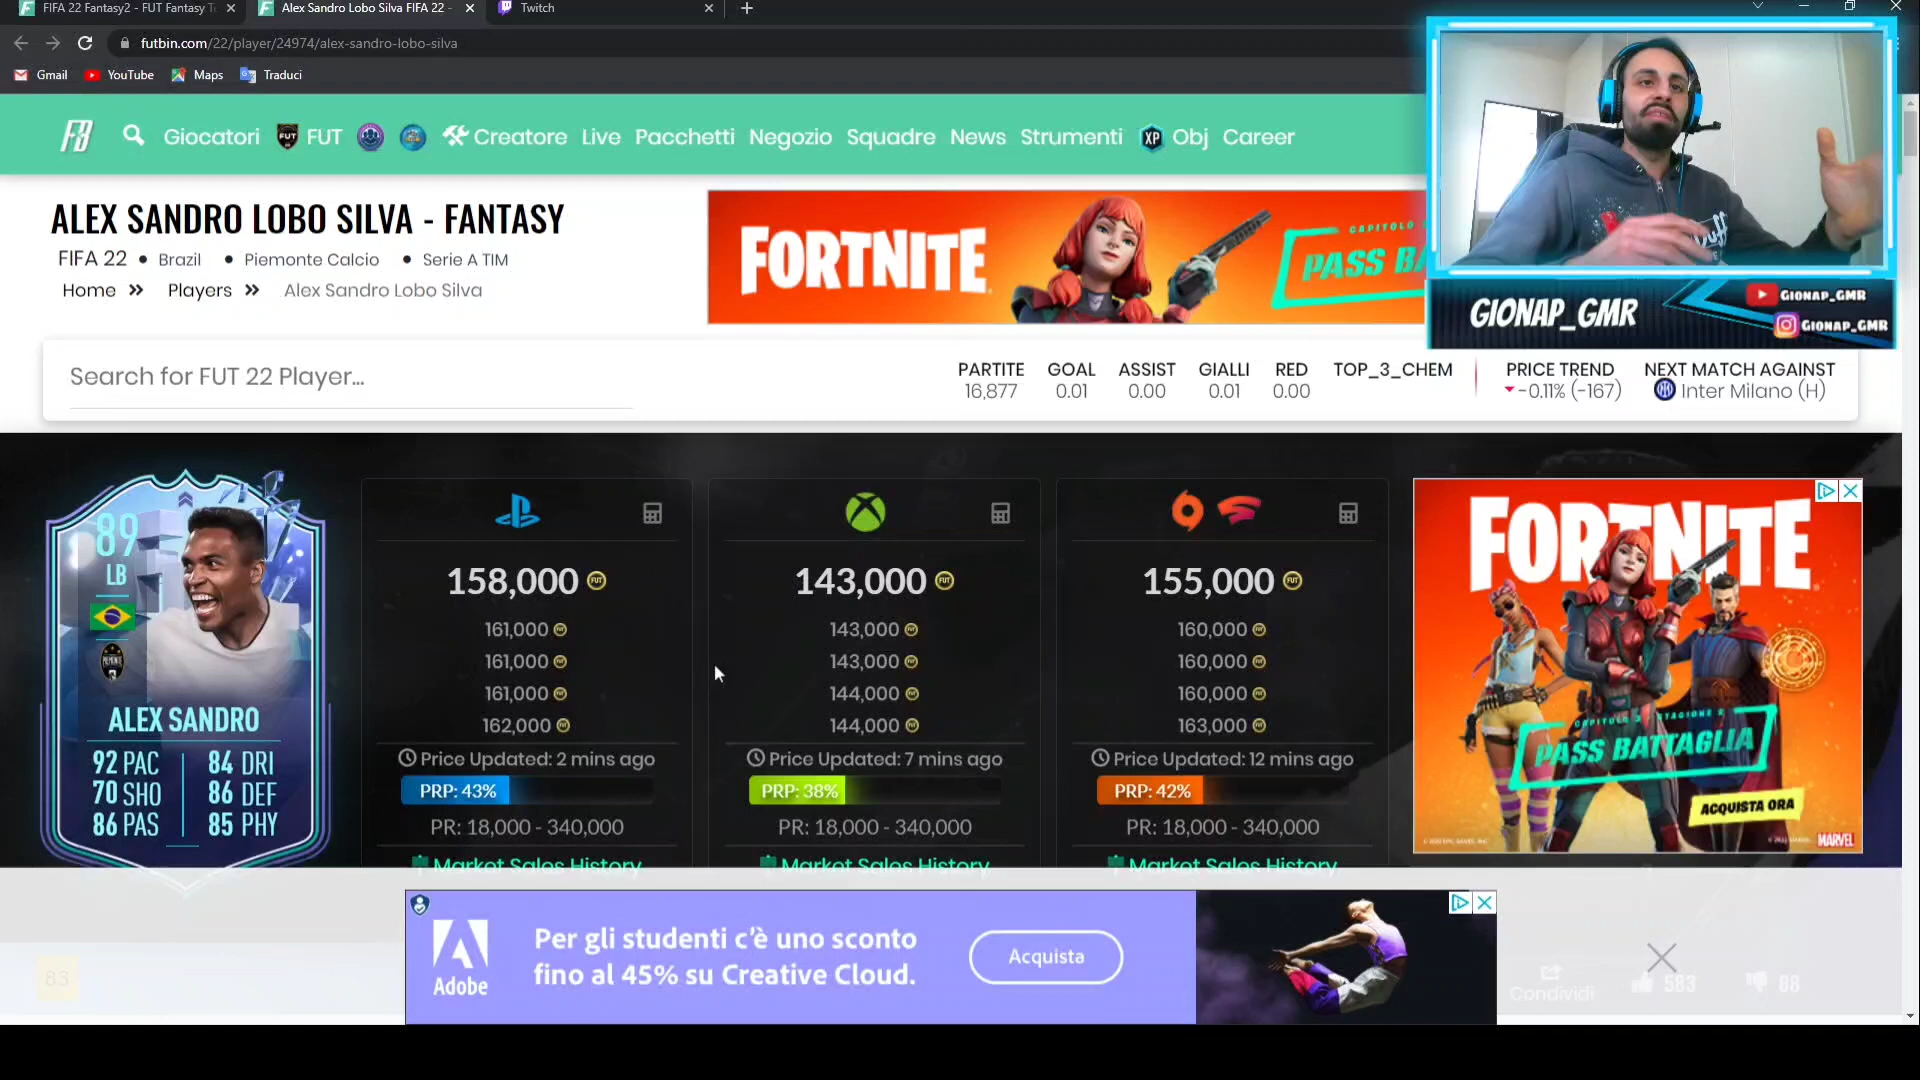 FIFA 22 Fantasy2 - FUT Fantasy T
Alex Sandro Lobo Silva FIFA 22 -
Twitch
futbin.com/22/player/24974/alex-sandro-lobo-silva
Gmail YouTube Maps Traduci
Giocatori FUT Creatore Live Pacchetti Negozio Squadre News Strumenti XP Obj Career
ALEX SANDRO LOBO SILVA - FANTASY
FIFA 22 • Brazil • Piemonte Calcio • Serie A TIM
Home » Players » Alex Sandro Lobo Silva
FORTNITE
CAPITOLO
PASS BA
GIONAP_GMR
GIONAP_GMR
GIONAP_GMR
Search for FUT 22 Player...
PARTITE GOAL ASSIST GIALLI RED TOP_3_CHEM PRICE TREND NEXT MATCH AGAINST
16,877 0.01 0.00 0.01 0.00 -0.11% (-167) Inter Milano (H)
89
LB
ALEX SANDRO
92 PAC 84 DRI
70 SHO 86 DEF
86 PAS 85 PHY
158,000
161,000
161,000
161,000
162,000
Price Updated: 2 mins ago
PRP: 43%
PR: 18,000 - 340,000
Market Sales History
143,000
143,000
143,000
144,000
144,000
Price Updated: 7 mins ago
PRP: 38%
PR: 18,000 - 340,000
Market Sales History
155,000
160,000
160,000
160,000
163,000
Price Updated: 12 mins ago
PRP: 42%
PR: 18,000 - 340,000
Market Sales History
FORTNITE
PASS BATTAGLIA
ACQUISTA ORA
MARVEL
Adobe
Per gli studenti c'è uno sconto
fino al 45% su Creative Cloud.
Acquista
83
Condividi
583
88